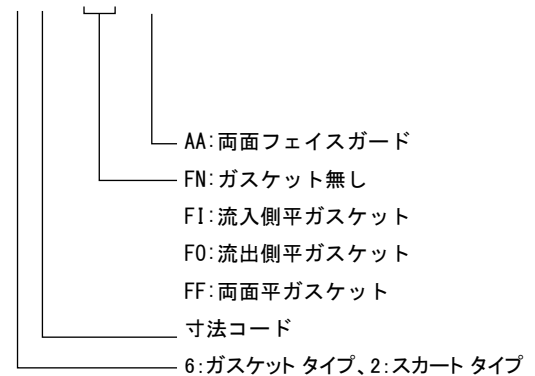 AA:両面フェイスガード
FN:ガスケット無し
FI:流入側平ガスケット
FO:流出側平ガスケット
FF:両面平ガスケット
寸法コード
6:ガスケット タイプ、2:スカート タイプ